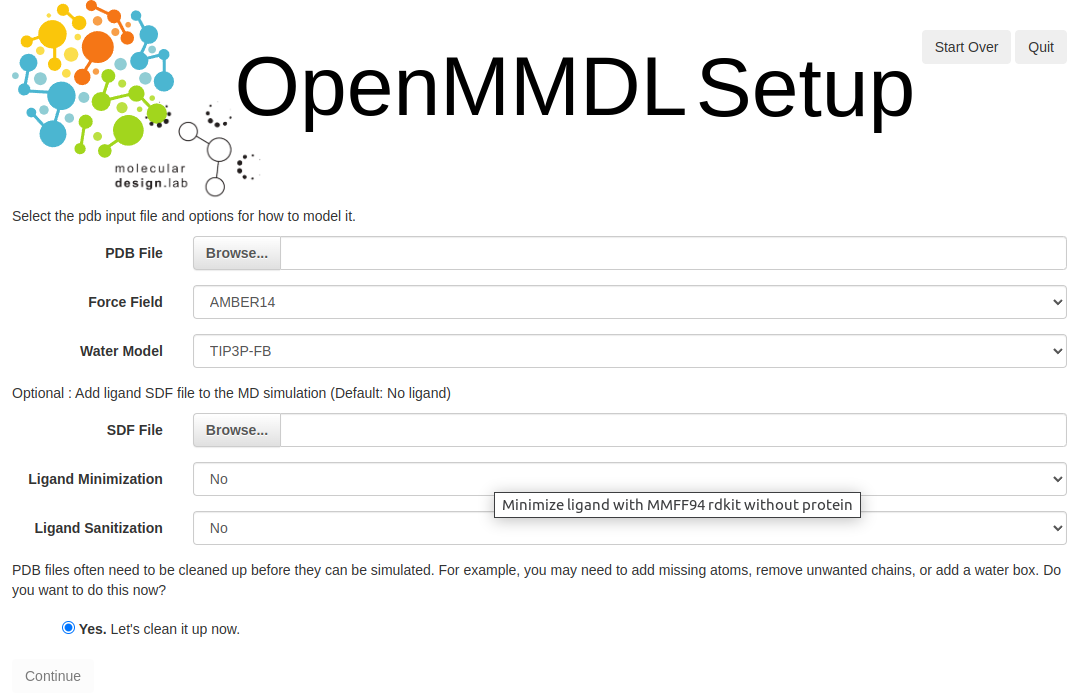 OpenMMDL Setup
Start Over
Quit
molecular
design.lab
Select the pdb input file and options for how to model it.
PDB File
Browse...
Force Field
AMBER14
Water Model
TIP3P-FB
Optional : Add ligand SDF file to the MD simulation (Default: No ligand)
SDF File
Browse...
Ligand Minimization
No
Minimize ligand with MMFF94 rdkit without protein
Ligand Sanitization
No
PDB files often need to be cleaned up before they can be simulated. For example, you may need to add missing atoms, remove unwanted chains, or add a water box. Do
you want to do this now?
Yes. Let's clean it up now.
Continue